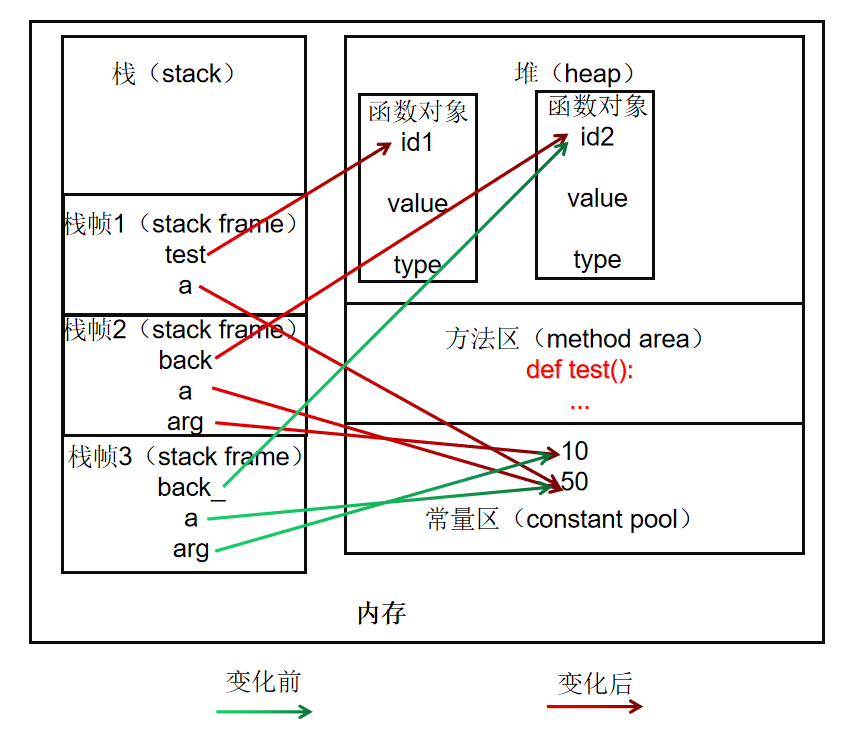 栈（stack）
栈帧1（stack frame）
test
a
栈帧2（stack frame）
back
a
arg
栈帧3（stack frame）
back_
a
arg
堆（heap）
函数对象
id1
value
type
函数对象
id2
value
type
方法区（method area）
def test():
...
10
50
常量区（constant pool）
内存
变化前
变化后